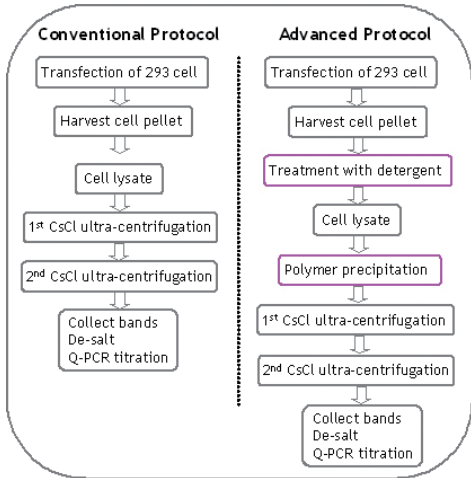 Conventional Protocol
Transfection of 293 cell
Harvest cell pellet
Cell lysate
1st CsCl ultra-centrifugation
2nd CsCl ultra-centrifugation
Collect bands
De-salt
Q-PCR titration
Advanced Protocol
Transfection of 293 cell
Harvest cell pellet
Treatment with detergent
Cell lysate
Polymer precipitation
1st CsCl ultra-centrifugation
2nd CsCl ultra-centrifugation
Collect bands
De-salt
Q-PCR titration